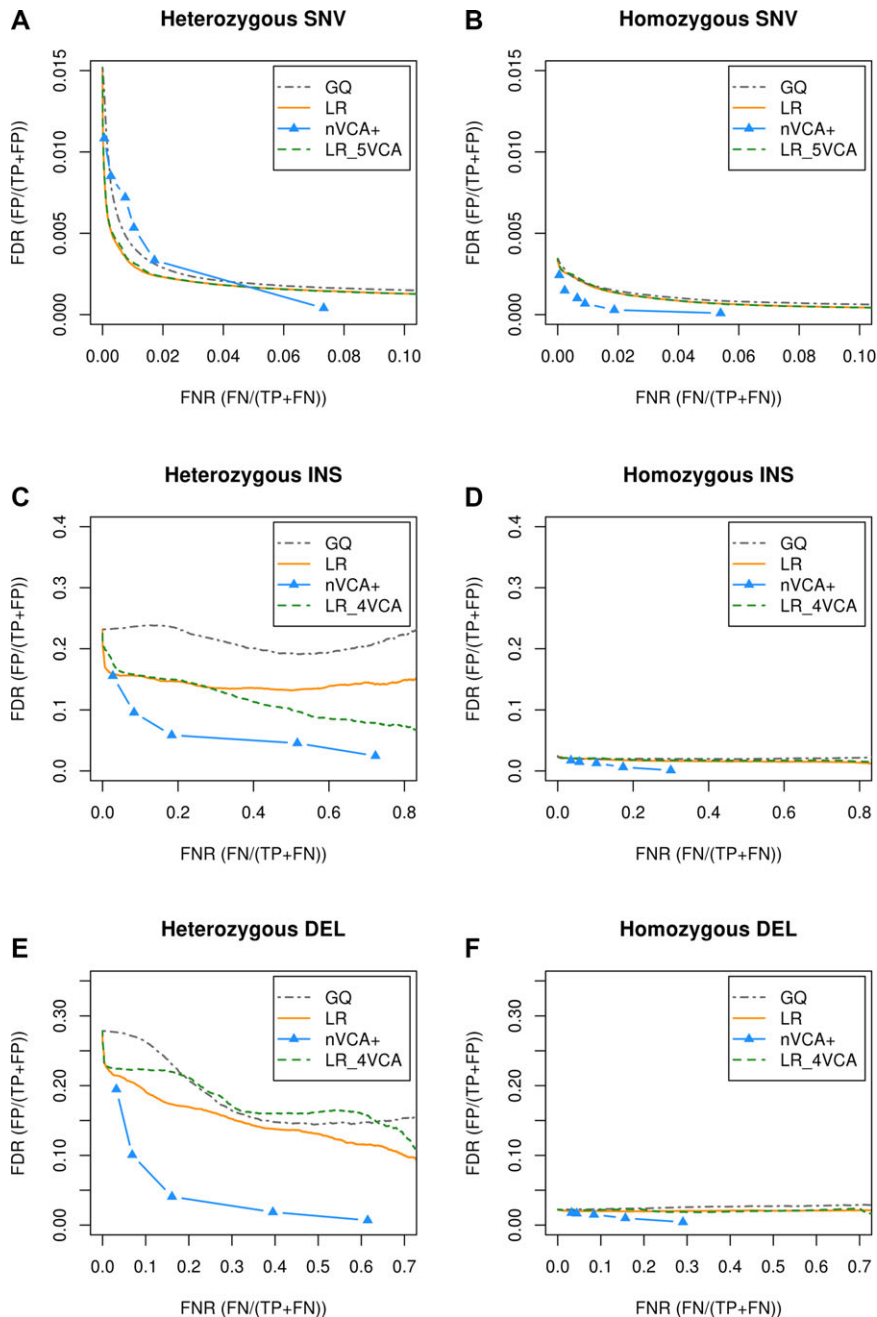 A
Heterozygous SNV
FDR (FP/(TP+FP))
0.015
0.010
0.005
0.000
GQ
LR
nVCA+
LR_5VCA
0.00 0.02 0.04 0.06 0.08 0.10
FNR (FN/(TP+FN))
B
Homozygous SNV
FDR (FP/(TP+FP))
0.015
0.010
0.005
0.000
GQ
LR
nVCA+
LR_5VCA
0.00 0.02 0.04 0.06 0.08 0.10
FNR (FN/(TP+FN))
C
Heterozygous INS
FDR (FP/(TP+FP))
0.4
0.3
0.2
0.1
0.0
GQ
LR
nVCA+
LR_4VCA
0.0 0.2 0.4 0.6 0.8
FNR (FN/(TP+FN))
D
Homozygous INS
FDR (FP/(TP+FP))
0.4
0.3
0.2
0.1
0.0
GQ
LR
nVCA+
LR_4VCA
0.0 0.2 0.4 0.6 0.8
FNR (FN/(TP+FN))
E
Heterozygous DEL
FDR (FP/(TP+FP))
0.30
0.20
0.10
0.00
GQ
LR
nVCA+
LR_4VCA
0.0 0.1 0.2 0.3 0.4 0.5 0.6 0.7
FNR (FN/(TP+FN))
F
Homozygous DEL
FDR (FP/(TP+FP))
0.30
0.20
0.10
0.00
GQ
LR
nVCA+
LR_4VCA
0.0 0.1 0.2 0.3 0.4 0.5 0.6 0.7
FNR (FN/(TP+FN))